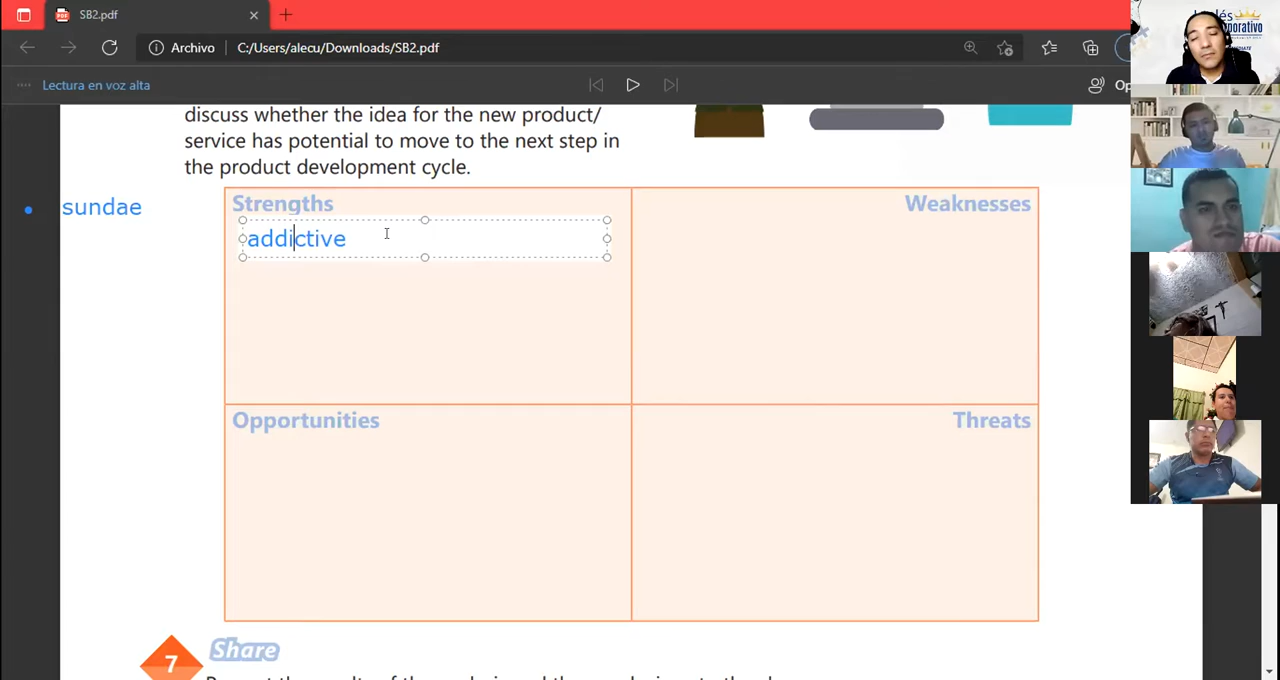 SB2.pdf
Archivo
C:/Users/alecu/Downloads/SB2.pdf
Lectura en voz alta
Op
discuss whether the idea for the new product/
service has potential to move to the next step in
the product development cycle.
sundae
Strengths
Weaknesses
addictive
Opportunities
Threats
7
Share